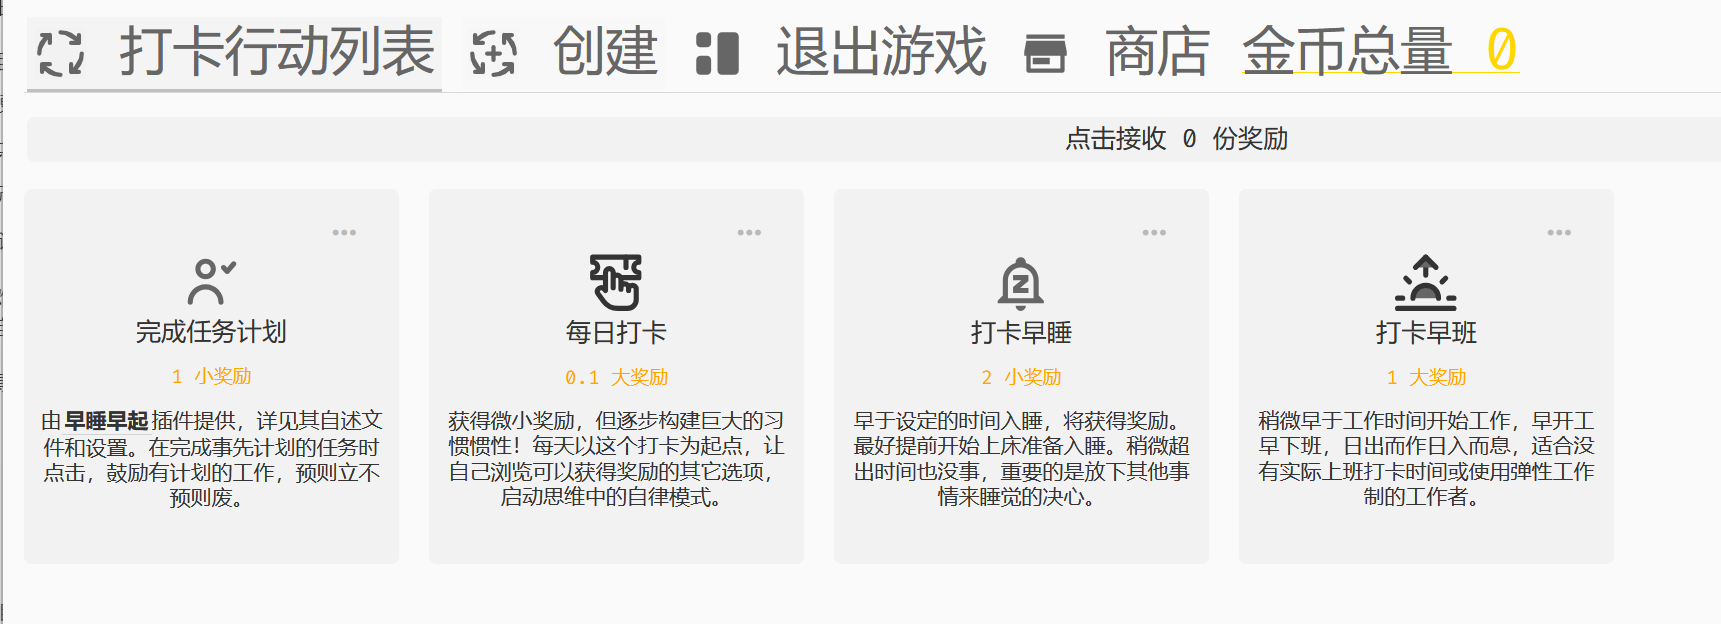 打卡行动列表 创建 退出游戏 商店 金币总量 0
点击接收 0 份奖励
完成任务计划
1 小奖励
由早睡早起插件提供，详见其自述文
件和设置。在完成事先计划的任务时
点击，鼓励有计划的工作，预则立不
预则废。
每日打卡
0.1 大奖励
获得微小奖励，但逐步构建巨大的习
惯惯性！每天以这个打卡为起点，让
自己浏览可以获得奖励的其它选项，
启动思维中的自律模式。
打卡早睡
2 小奖励
早于设定的时间入睡，将获得奖励。
最好提前开始上床准备入睡。稍微超
出时间也没事，重要的是放下其他事
情来睡觉的决心。
打卡早班
1 大奖励
稍微早于工作时间开始工作，早开工
早下班，日出而作日入而息，适合没
有实际上班打卡时间或使用弹性工作
制的工作者。